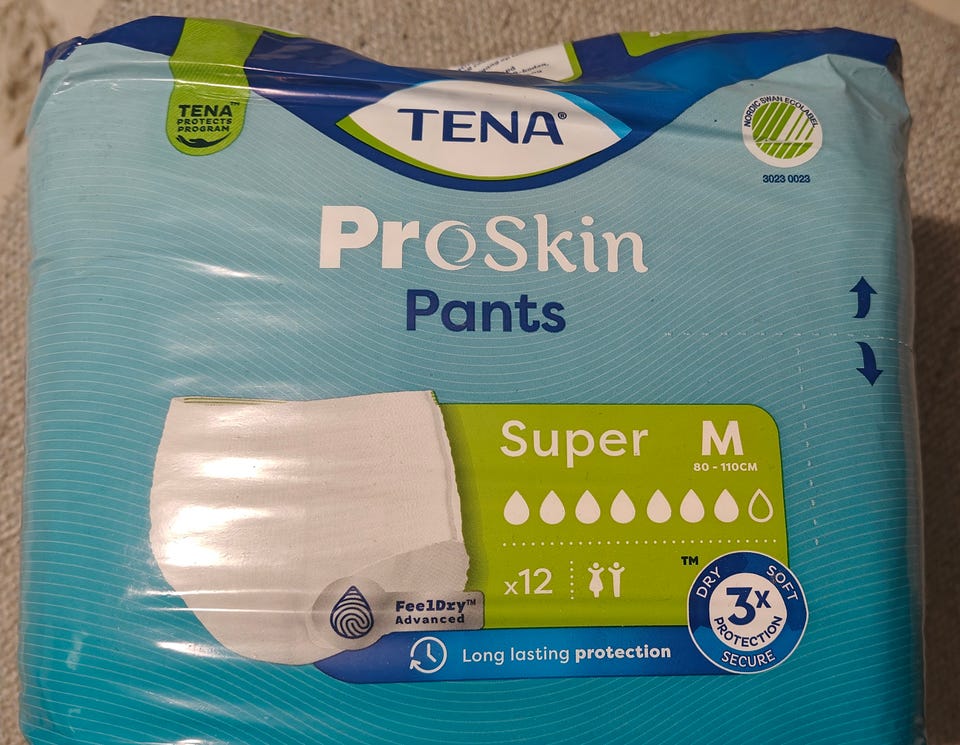 TENA™
PROTECTS
PROGRAM
TENA®
NORDIC SWAN ECOLABEL
3023 0023
ProSkin
Pants
Super M
80 - 110CM
x12
FeelDry™
Advanced
Long lasting protection
™
DRY SOFT
3x
PROTECTION
SECURE